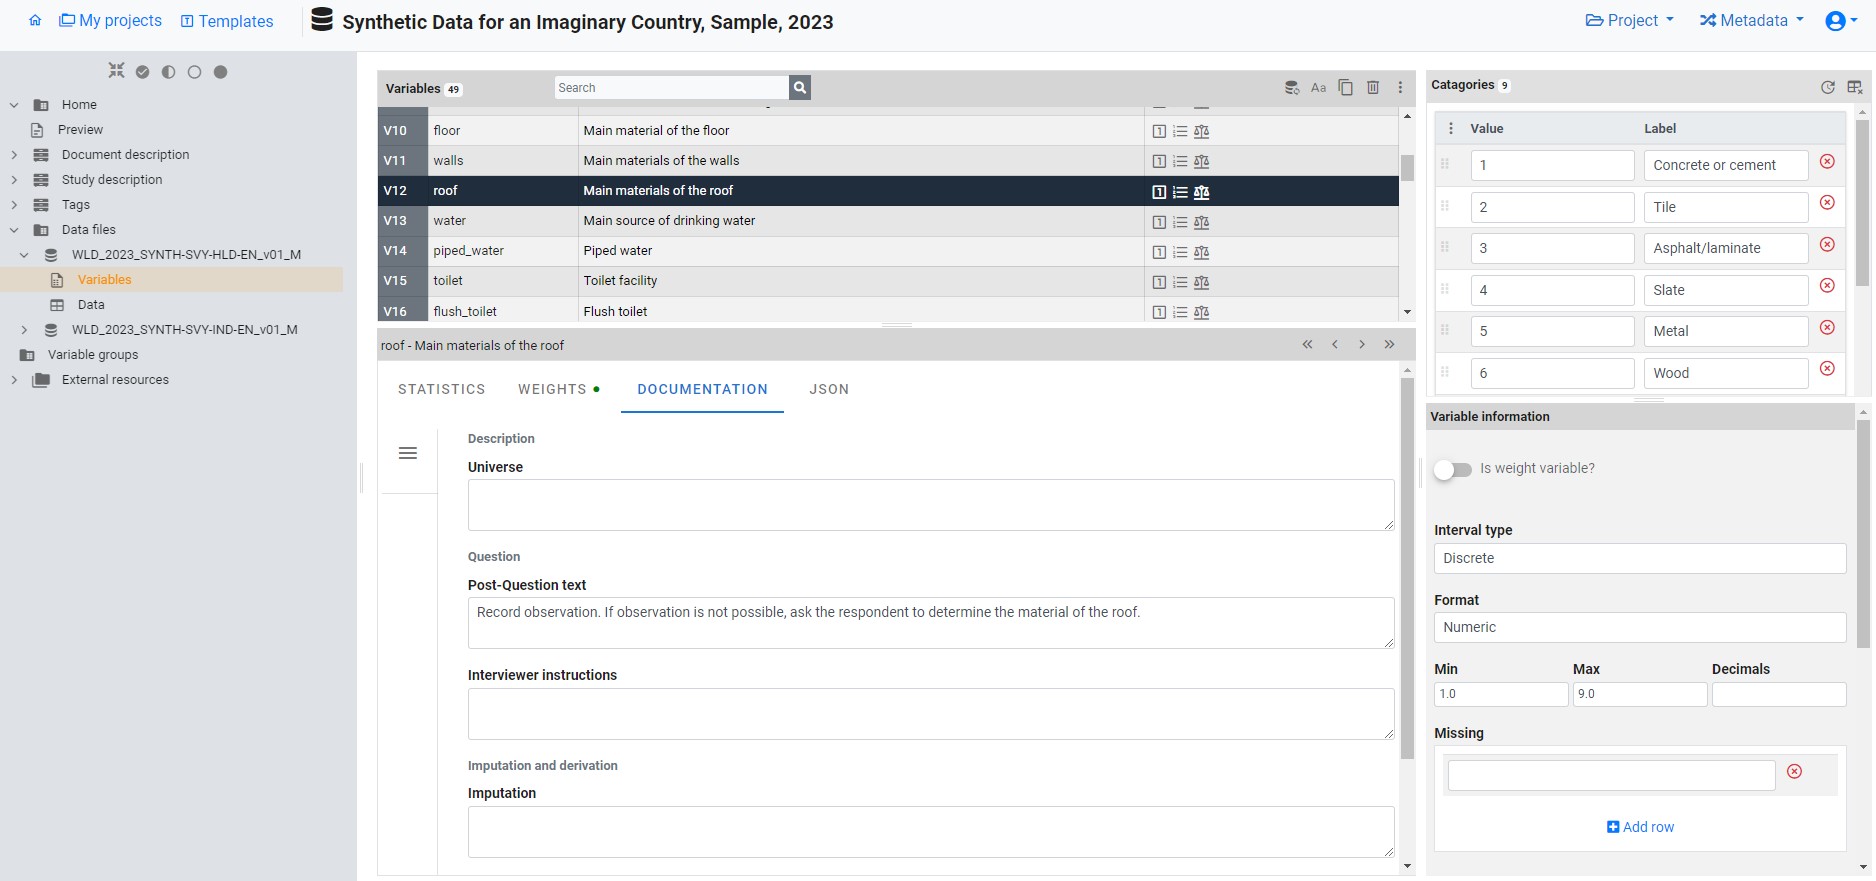 My projects
Templates
Synthetic Data for an Imaginary Country, Sample, 2023
Project
Metadata
Home
Preview
Document description
Study description
Tags
Data files
WLD_2023_SYNTH-SVY-HLD-EN_v01_M
Variables
Data
WLD_2023_SYNTH-SVY-IND-EN_v01_M
Variable groups
External resources
Variables 49
Search
Aa
V10 floor Main material of the floor
V11 walls Main materials of the walls
V12 roof Main materials of the roof
V13 water Main source of drinking water
V14 piped_water Piped water
V15 toilet Toilet facility
V16 flush_toilet Flush toilet
roof - Main materials of the roof
STATISTICS WEIGHTS DOCUMENTATION JSON
Description
Universe
Question
Post-Question text
Record observation. If observation is not possible, ask the respondent to determine the material of the roof.
Interviewer instructions
Imputation and derivation
Imputation
Catagories 9
Value Label
1 Concrete or cement
2 Tile
3 Asphalt/laminate
4 Slate
5 Metal
6 Wood
Variable information
Is weight variable?
Interval type
Discrete
Format
Numeric
Min Max Decimals
1.0 9.0
Missing
Add row